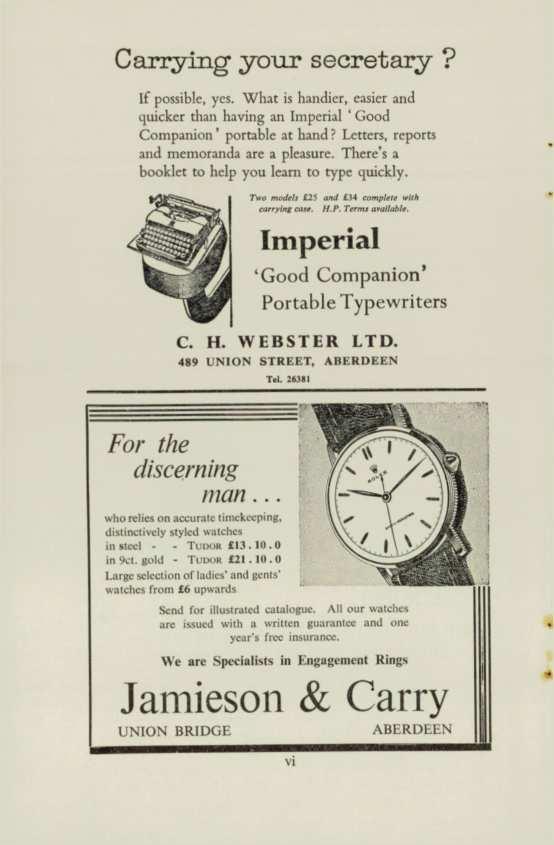 Carrying your secretary ?
If possible, yes. What is handier, easier and
quicker than having an Imperial ‘ Good
Companion ’ portable at hand ? Letters, reports
and memoranda are a pleasure. There's a
booklet to help you learn to type quickly.
Two models £25 and £34 complete with
carrying case. H.P. Terms available.
Imperial
‘Good Companion’
Portable Typewriters
C. H. WEBSTER LTD.
489 UNION STREET, ABERDEEN
Tel. 26381
For the
discerning
man . . .
who relies on accurate timekeeping,
distinctively styled watches
in steel - - TUDOR £13 . 10 . 0
in 9ct. gold - TUDOR £21 . 10 . 0
Large selection of ladies' and gents'
watches from £6 upwards
ROLEX
Send for illustrated catalogue. All our watches
are issued with a written guarantee and one
year's free insurance.
We are Specialists in Engagement Rings
Jamieson & Carry
UNION BRIDGE ABERDEEN
vi